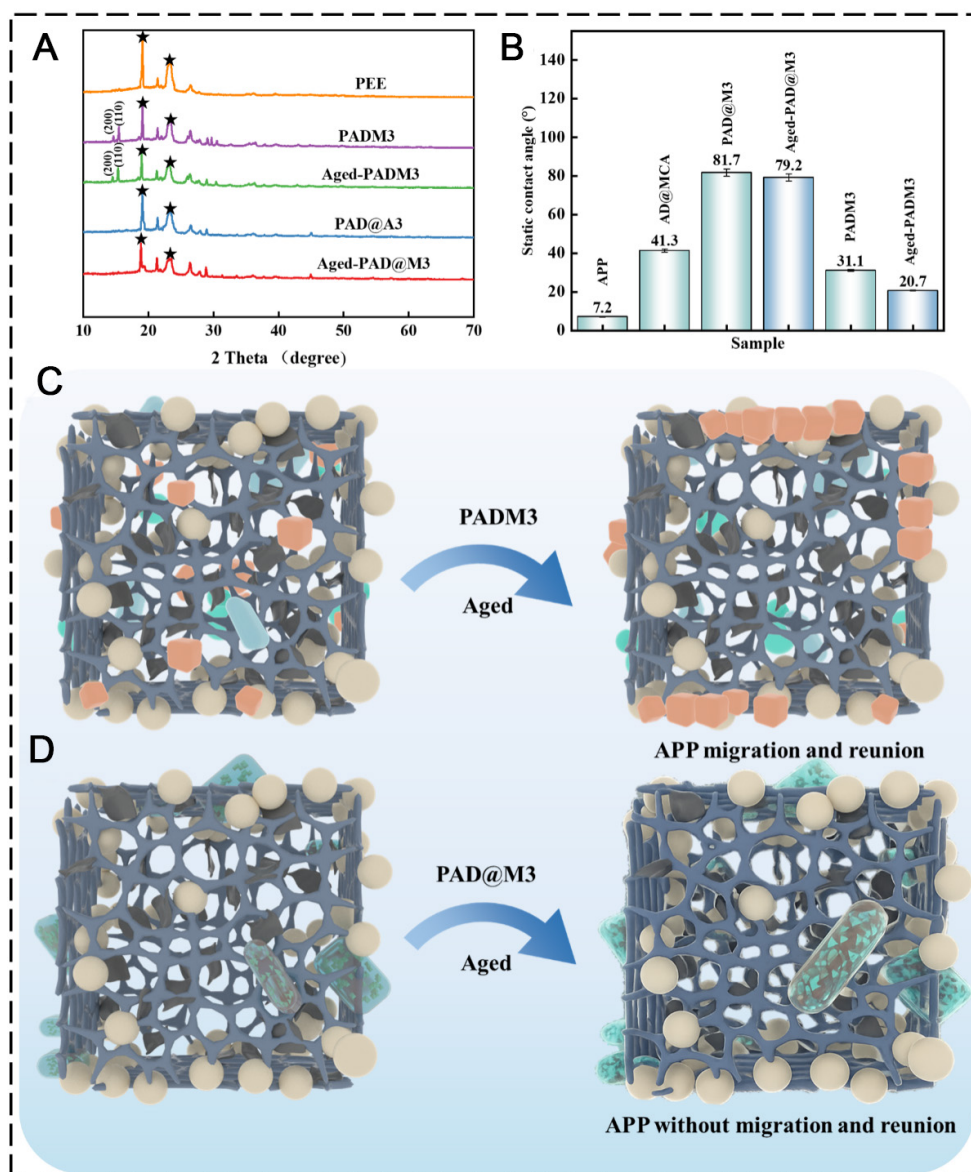 A
PEE
(200)
(110)
PADM3
(200)
(110)
Aged-PADM3
PAD@A3
Aged-PAD@M3
10 20 30 40 50 60 70
2 Theta （degree）
B
Static contact angle (°)
140
120
100
80
60
40
20
0
APP
7.2
AD@MCA
41.3
PAD@M3
81.7
Aged-PAD@M3
79.2
PADM3
31.1
Aged-PADM3
20.7
Sample
C
PADM3
Aged
APP migration and reunion
D
PAD@M3
Aged
APP without migration and reunion